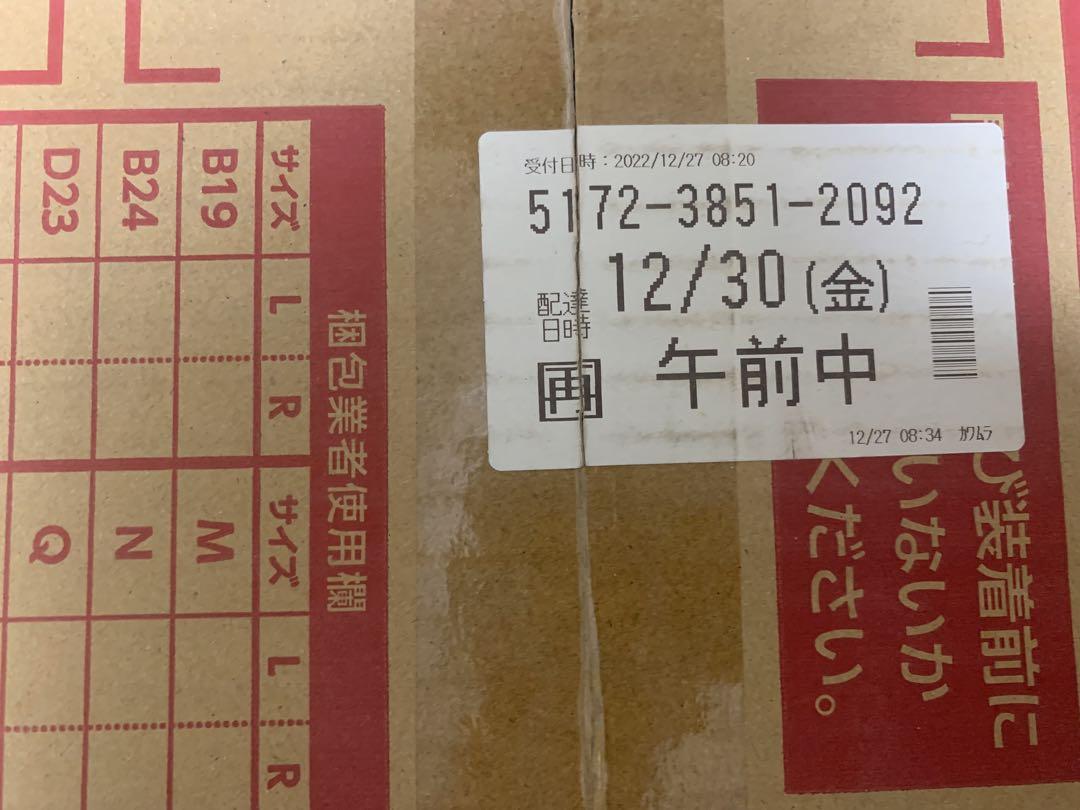 受付日時：2022/12/27 08:20
5172-3851-2092
配達日時
12/30(金)
再
午前中
12/27 08:34 ｶﾜﾑﾗ
梱包業者使用欄
サイズ L R サイズ L R
B19 M
B24 N
D23 Q
び装着前に
いないか
ください。